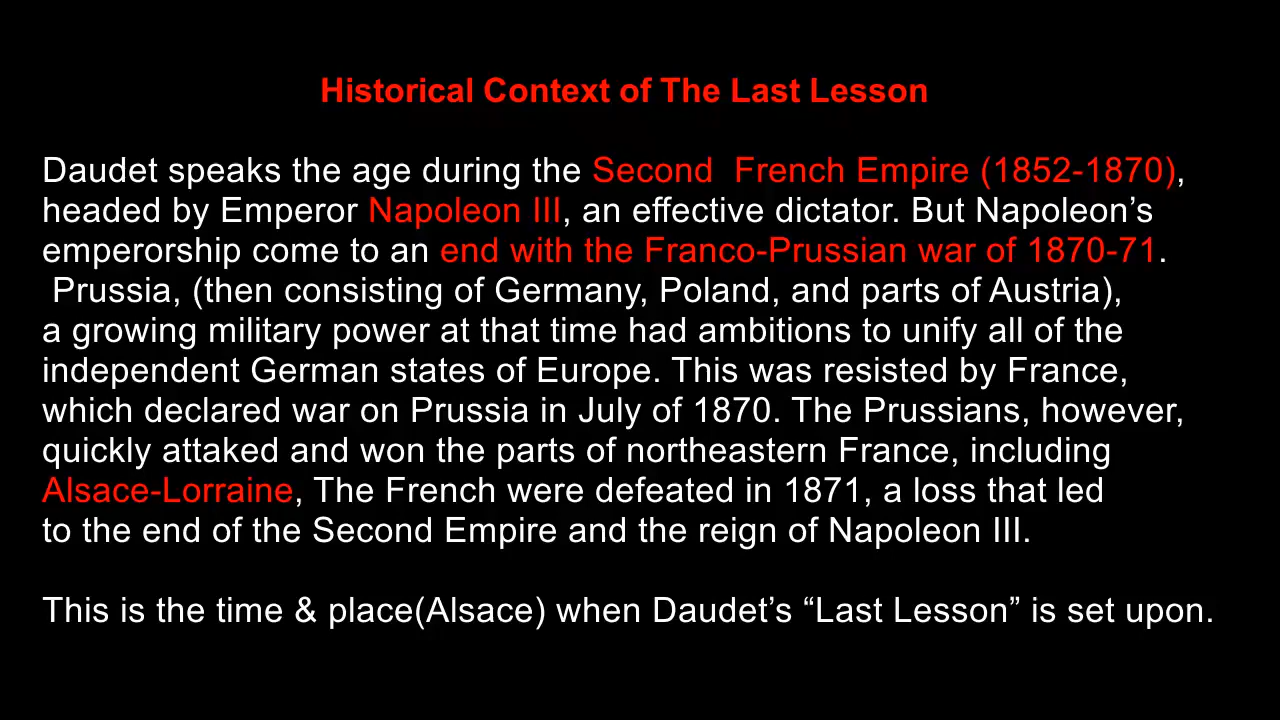 Historical Context of The Last Lesson
Daudet speaks the age during the Second  French Empire (1852-1870),
headed by Emperor Napoleon III, an effective dictator. But Napoleon’s
emperorship come to an end with the Franco-Prussian war of 1870-71.
Prussia, (then consisting of Germany, Poland, and parts of Austria),
a growing military power at that time had ambitions to unify all of the
independent German states of Europe. This was resisted by France,
which declared war on Prussia in July of 1870. The Prussians, however,
quickly attaked and won the parts of northeastern France, including
Alsace-Lorraine, The French were defeated in 1871, a loss that led
to the end of the Second Empire and the reign of Napoleon III.
This is the time & place(Alsace) when Daudet’s “Last Lesson” is set upon.